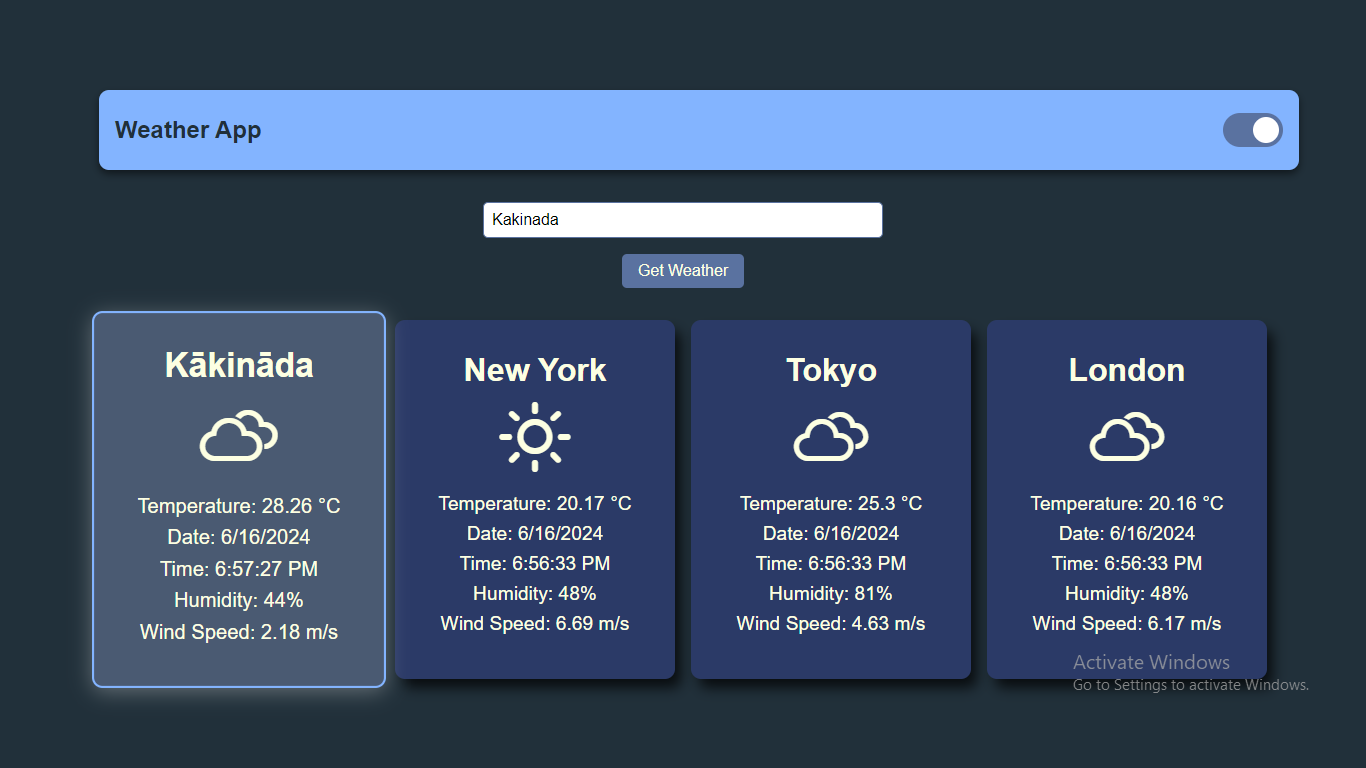 Weather App
Kakinada
Get Weather
Kākināda
Temperature: 28.26 °C
Date: 6/16/2024
Time: 6:57:27 PM
Humidity: 44%
Wind Speed: 2.18 m/s
New York
Temperature: 20.17 °C
Date: 6/16/2024
Time: 6:56:33 PM
Humidity: 48%
Wind Speed: 6.69 m/s
Tokyo
Temperature: 25.3 °C
Date: 6/16/2024
Time: 6:56:33 PM
Humidity: 81%
Wind Speed: 4.63 m/s
London
Temperature: 20.16 °C
Date: 6/16/2024
Time: 6:56:33 PM
Humidity: 48%
Wind Speed: 6.17 m/s
Activate Windows
Go to Settings to activate Windows.